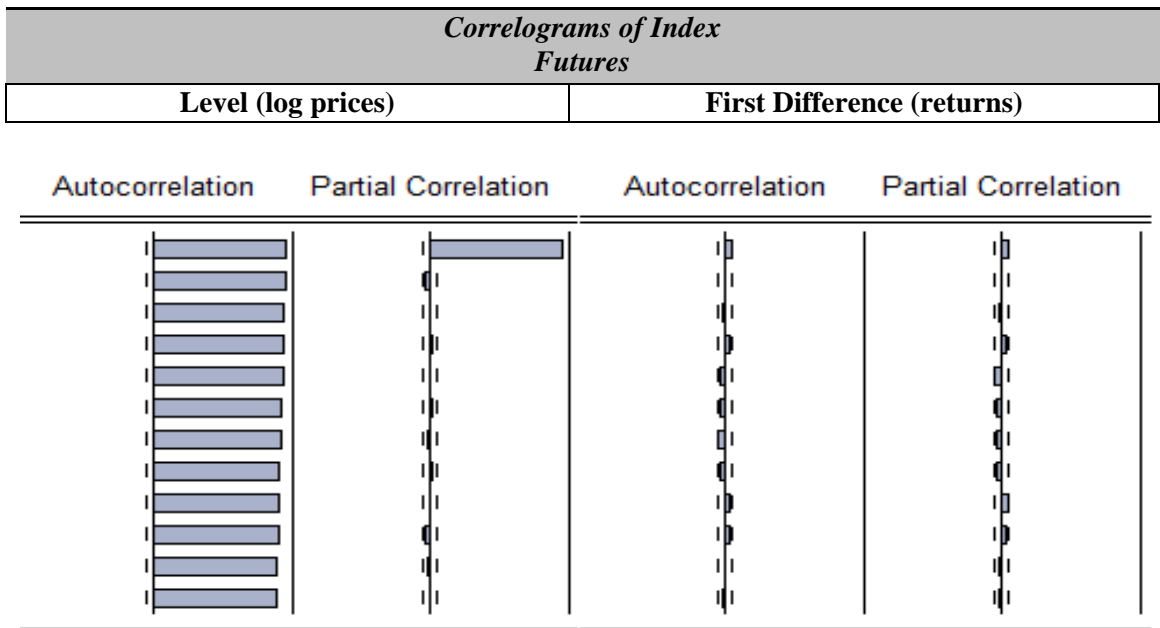 Correlograms of Index
Futures
Level (log prices) First Difference (returns)
Autocorrelation Partial Correlation Autocorrelation Partial Correlation